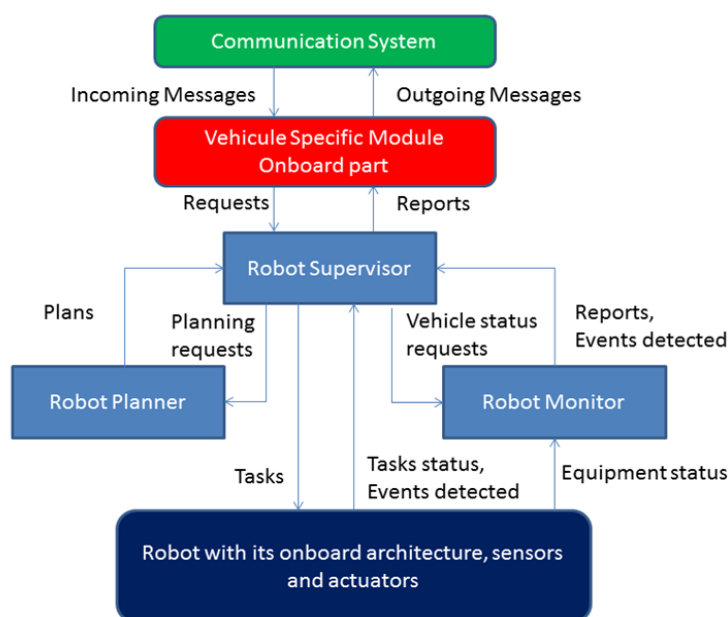 Communication System
Incoming Messages
Outgoing Messages
Vehicule Specific Module
Onboard part
Requests
Reports
Robot Supervisor
Plans
Planning
requests
Vehicle status
requests
Reports,
Events detected
Robot Planner
Robot Monitor
Tasks
Tasks status,
Events detected
Equipment status
Robot with its onboard architecture, sensors
and actuators